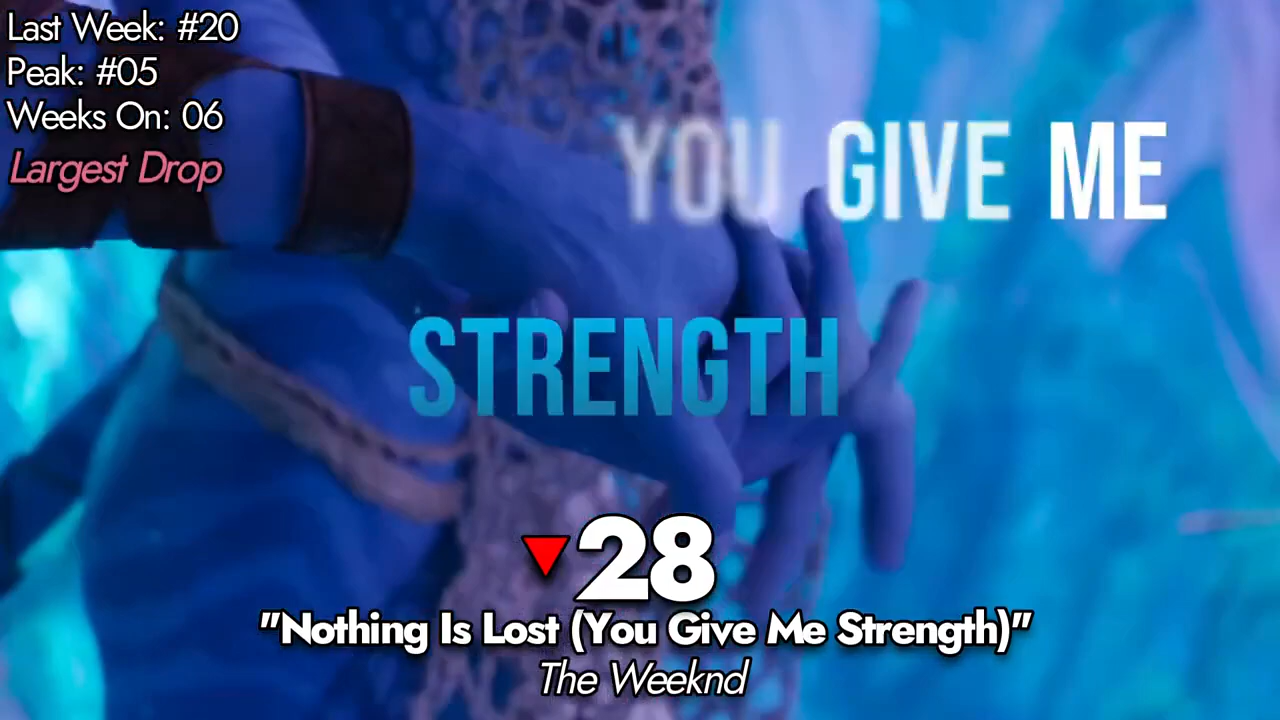 Last Week: #20
Peak: #05
Weeks On: 06
Largest Drop
YOU GIVE ME
STRENGTH
28
"Nothing Is Lost (You Give Me Strength)"
The Weeknd